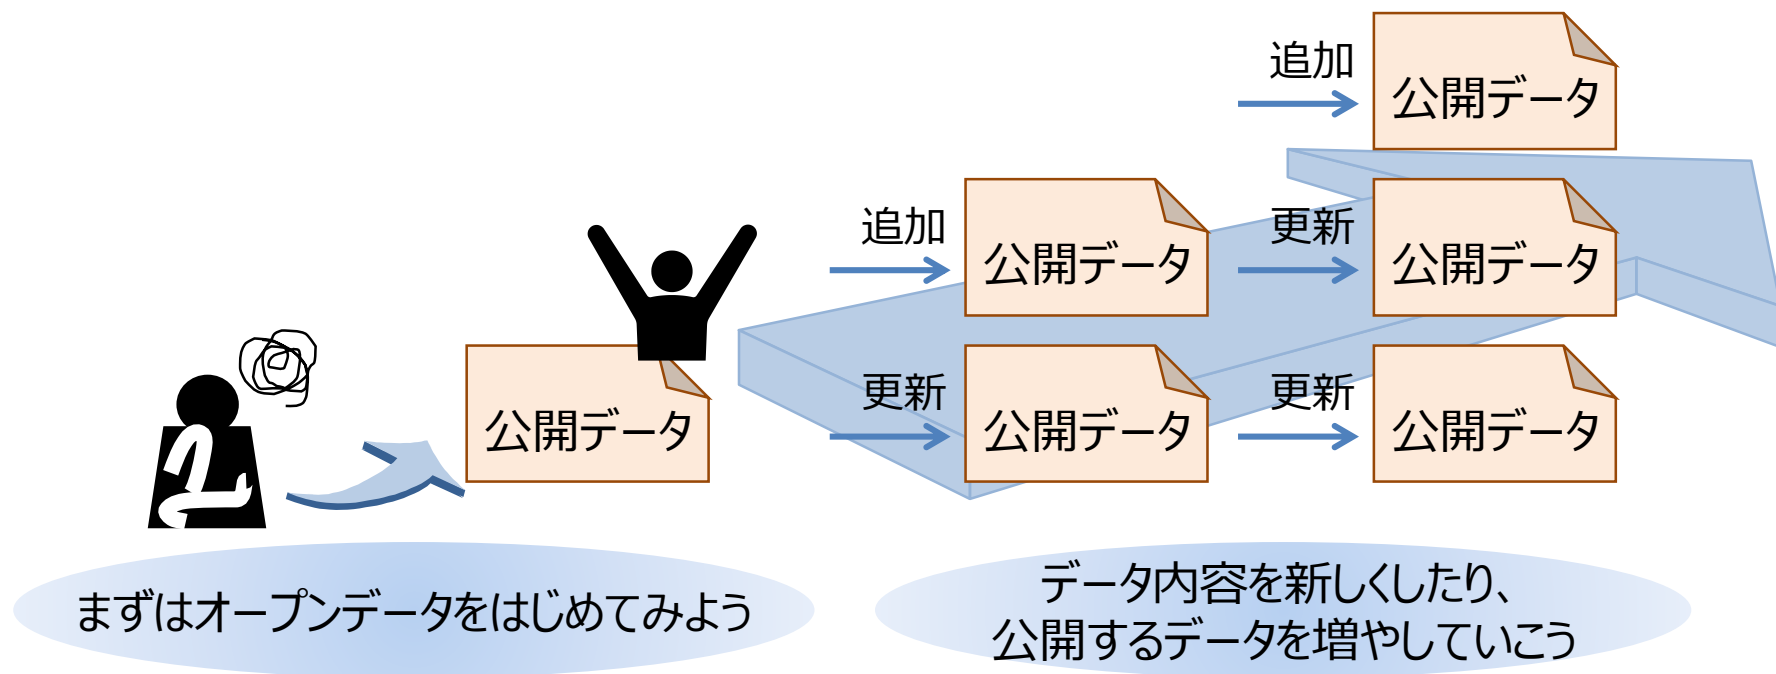 追加
公開データ
追加
公開データ
更新
公開データ
公開データ
更新
公開データ
更新
公開データ
まずはオープンデータをはじめてみよう
データ内容を新しくしたり、
公開するデータを増やしていこう